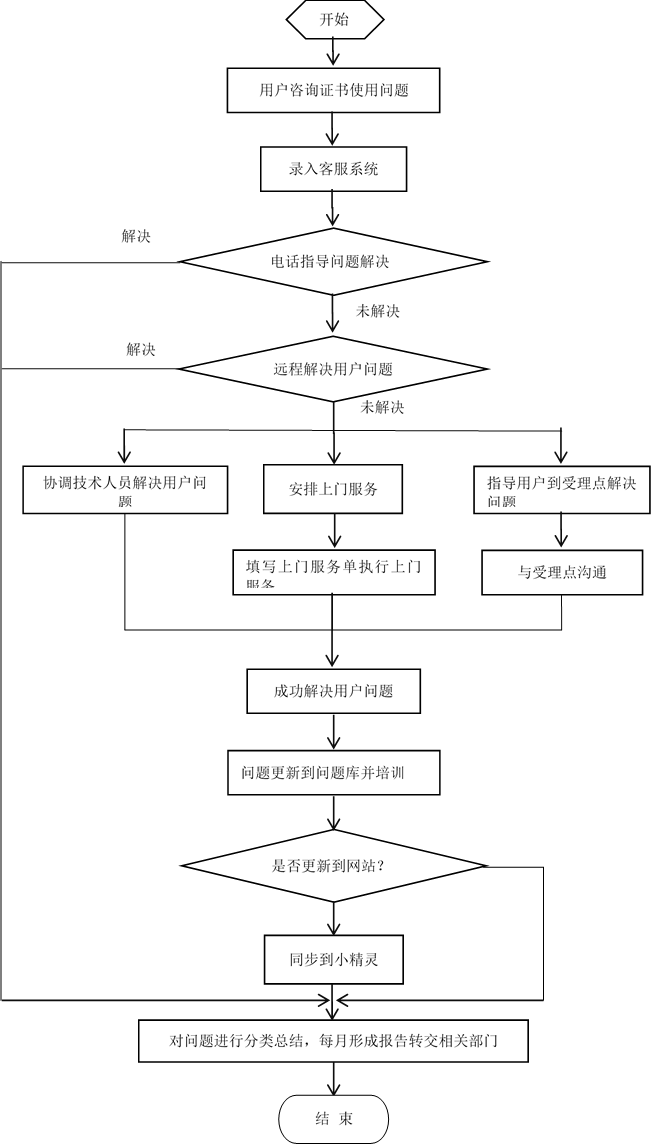 开始
用户咨询证书使用问题
录入客服系统
解决
电话指导问题解决
未解决
解决
远程解决用户问题
未解决
协调技术人员解决用户问
题
安排上门服务
指导用户到受理点解决
问题
填写上门服务单执行上门
服务
与受理点沟通
成功解决用户问题
问题更新到问题库并培训
是否更新到网站?
同步到小精灵
对问题进行分类总结，每月形成报告转交相关部门
结 束